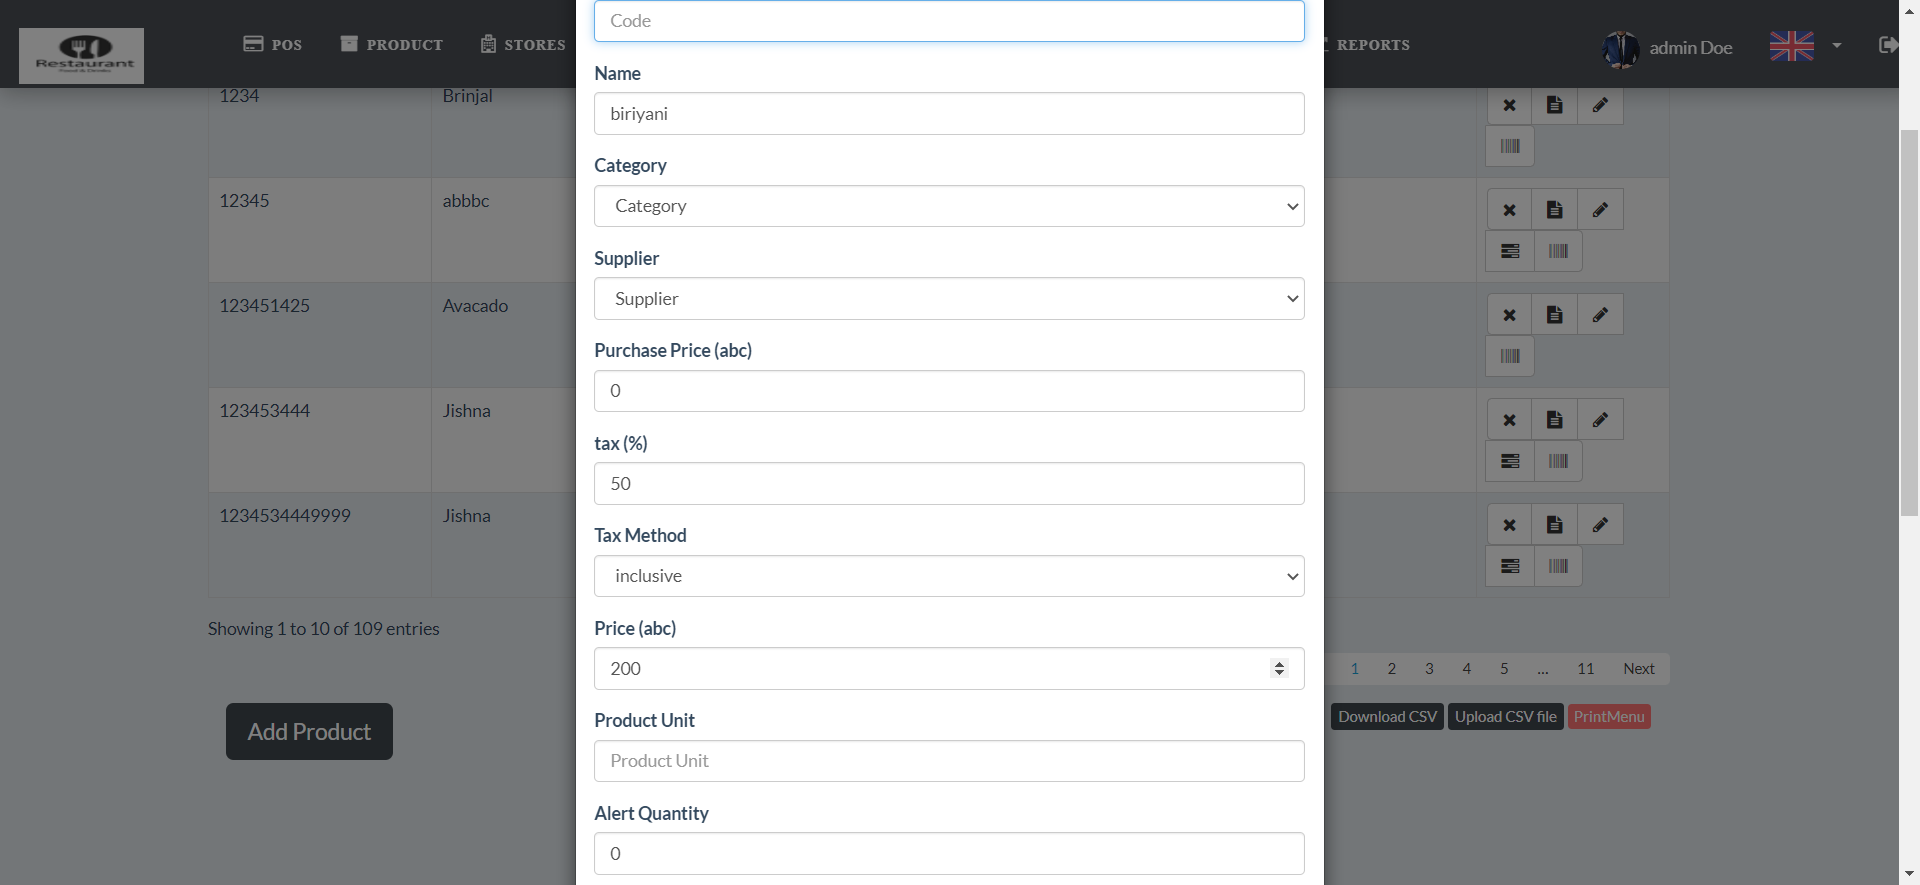 Code
Restaurant
POS
PRODUCT
STORES
REPORTS
admin Doe
Name
biriyani
Category
Category
Supplier
Supplier
Purchase Price (abc)
0
tax (%)
50
Tax Method
inclusive
Price (abc)
200
Product Unit
Product Unit
Alert Quantity
0
1234 Brinjal
12345 abbbc
123451425 Avacado
123453444 Jishna
1234534449999 Jishna
Showing 1 to 10 of 109 entries
1 2 3 4 5 ... 11 Next
Add Product
Download CSV Upload CSV file PrintMenu